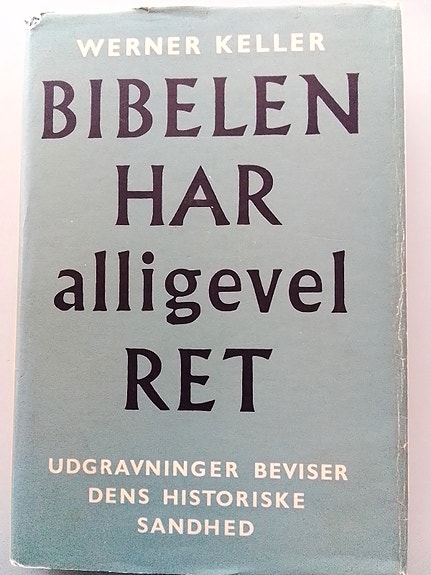 WERNER KELLER
BIBELEN
HAR
alligevel
RET
UDGRAVNINGER BEVISER
DENS HISTORISKE
SANDHED